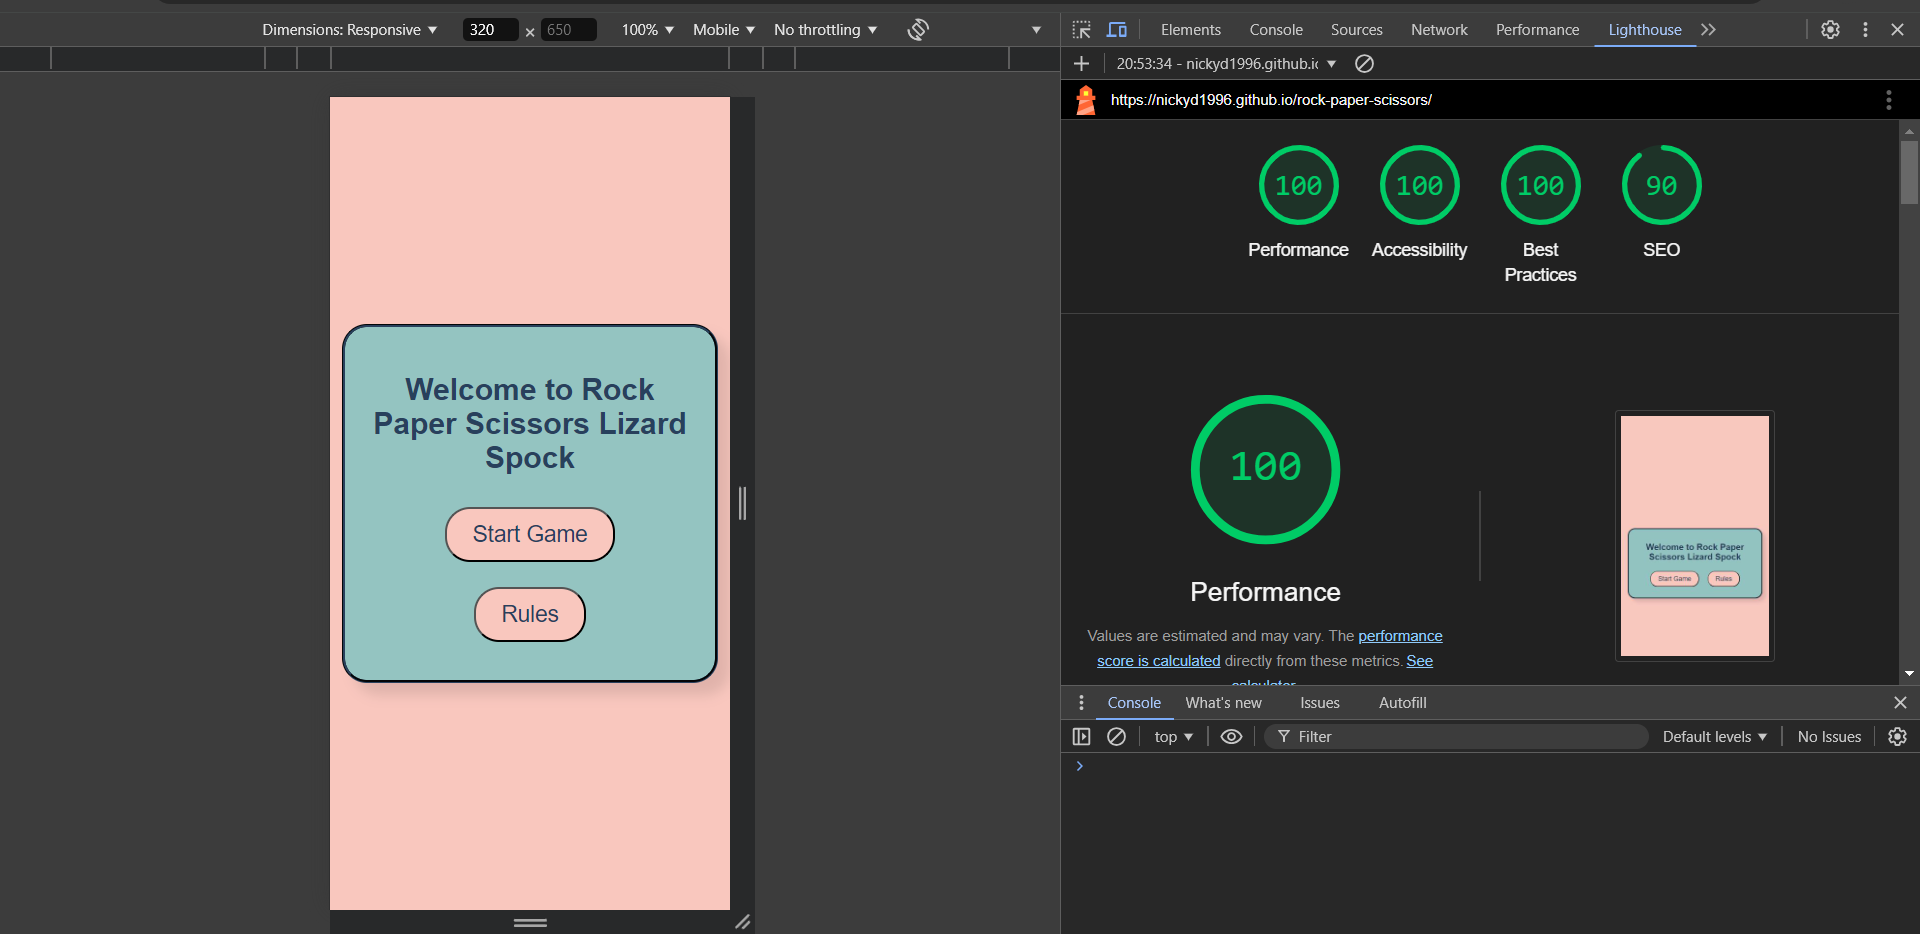 Dimensions: Responsive
320
×
650
100%
Mobile
No throttling
Elements
Console
Sources
Network
Performance
Lighthouse
20:53:34 - nickyd1996.github.ic
https://nickyd1996.github.io/rock-paper-scissors/
100
Performance
100
Accessibility
100
Best
Practices
90
SEO
Welcome to Rock
Paper Scissors Lizard
Spock
Start Game
Rules
100
Performance
Values are estimated and may vary. The performance
score is calculated directly from these metrics. See
calculator.
Welcome to Rock Paper
Scissors Lizard Spock
Start Game
Rules
Console
What's new
Issues
Autofill
top
Filter
Default levels
No Issues